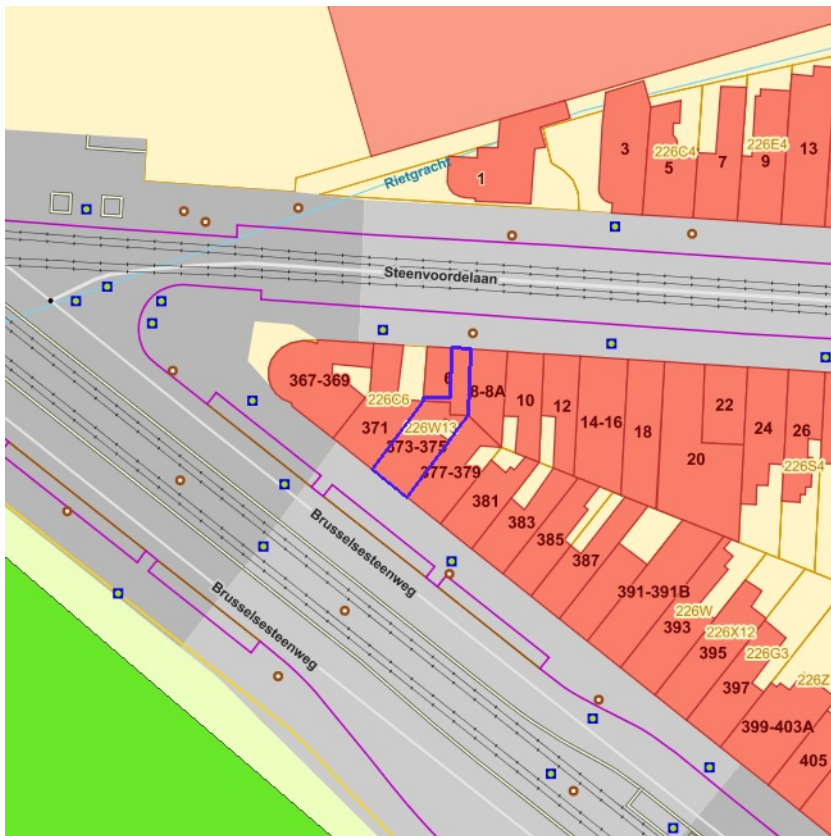 3
226C4
5
7
226E4
9
13
1
Rietgracht
Steenvoordelaan
367-369
6
8-8A
10
12
14-16
18
22
24
26
226C6
371
226W13
373-375
377-379
20
226S4
381
383
385
387
Brusselsesteenweg
Brusselsesteenweg
391-391B
226W
393
226X12
395
226G3
397
226Z
399-403A
405